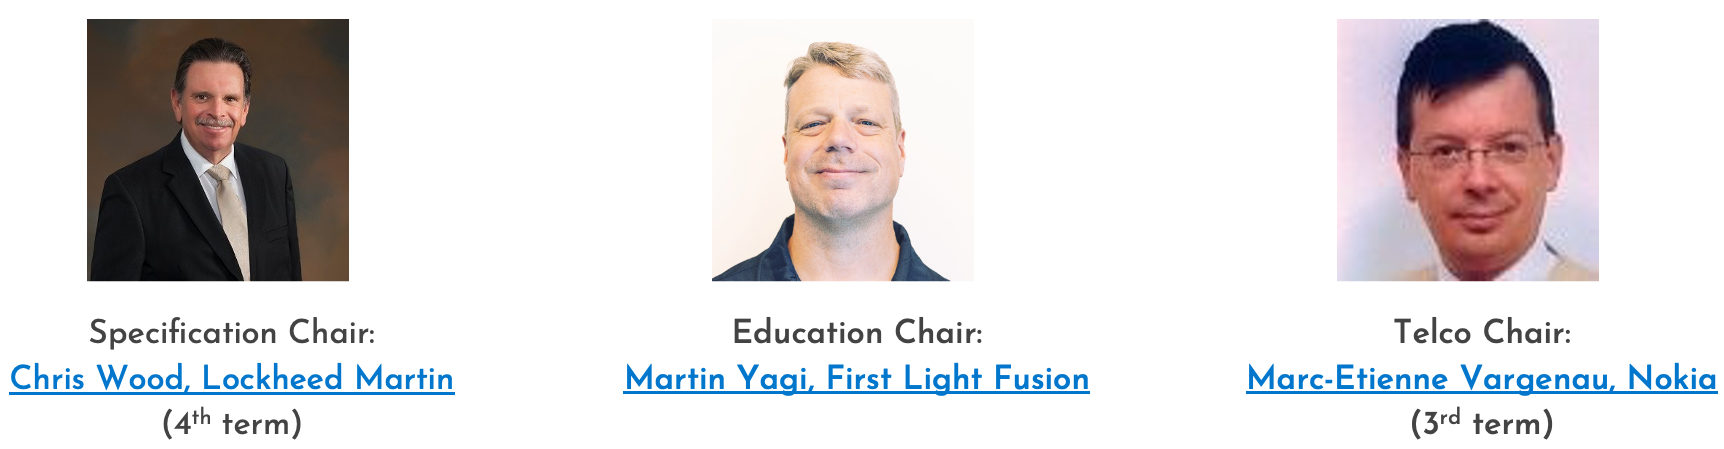 Specification Chair:
Chris Wood, Lockheed Martin
(4th term)
Education Chair:
Martin Yagi, First Light Fusion
Telco Chair:
Marc-Etienne Vargenau, Nokia
(3rd term)